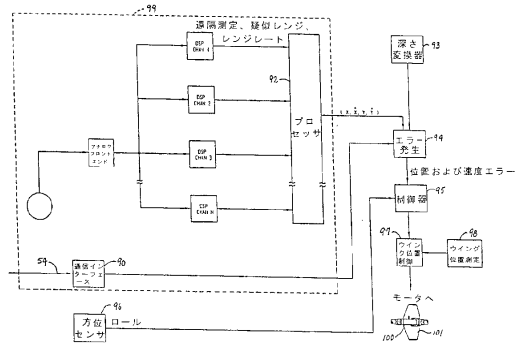 99
遠隔測定、疑似レンジ、
レンジレート
DSP
CHAN 1
DSP
CHAN 2
DSP
CHAN 3
DSP
CHAN N
92
プロ
セッサ
アナログ
フロント
エンド
深さ
変換器
93
エラー
発生
94
位置および速度エラー
制御器
95
97
ウイン
グ位置
制御
98
ウイング
位置測定
54
通信イン
ターフェ
ース
90
96
方位
センサ
ロール
モータへ
100
101